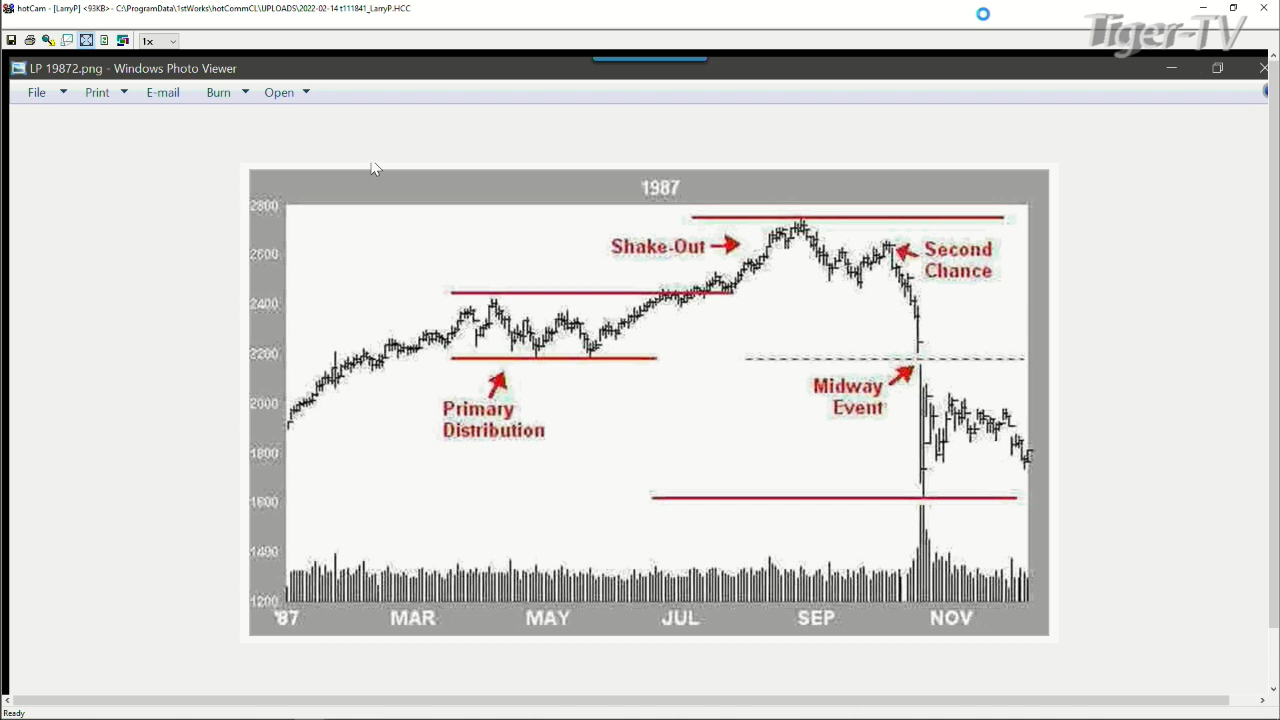 hotCam - [LarryP] <93KB>- C:\ProgramData\1stWorks\hotCommCL\UPLOADS\2022-02-14 t111841_LarryP.HCC
Tiger-TV
1x
LP 19872.png - Windows Photo Viewer
File Print E-mail Burn Open
1987
2800
2600
2400
2200
2000
1800
1600
1400
1200
Shake-Out
Second
Chance
Primary
Distribution
Midway
Event
'87 MAR MAY JUL SEP NOV
Ready